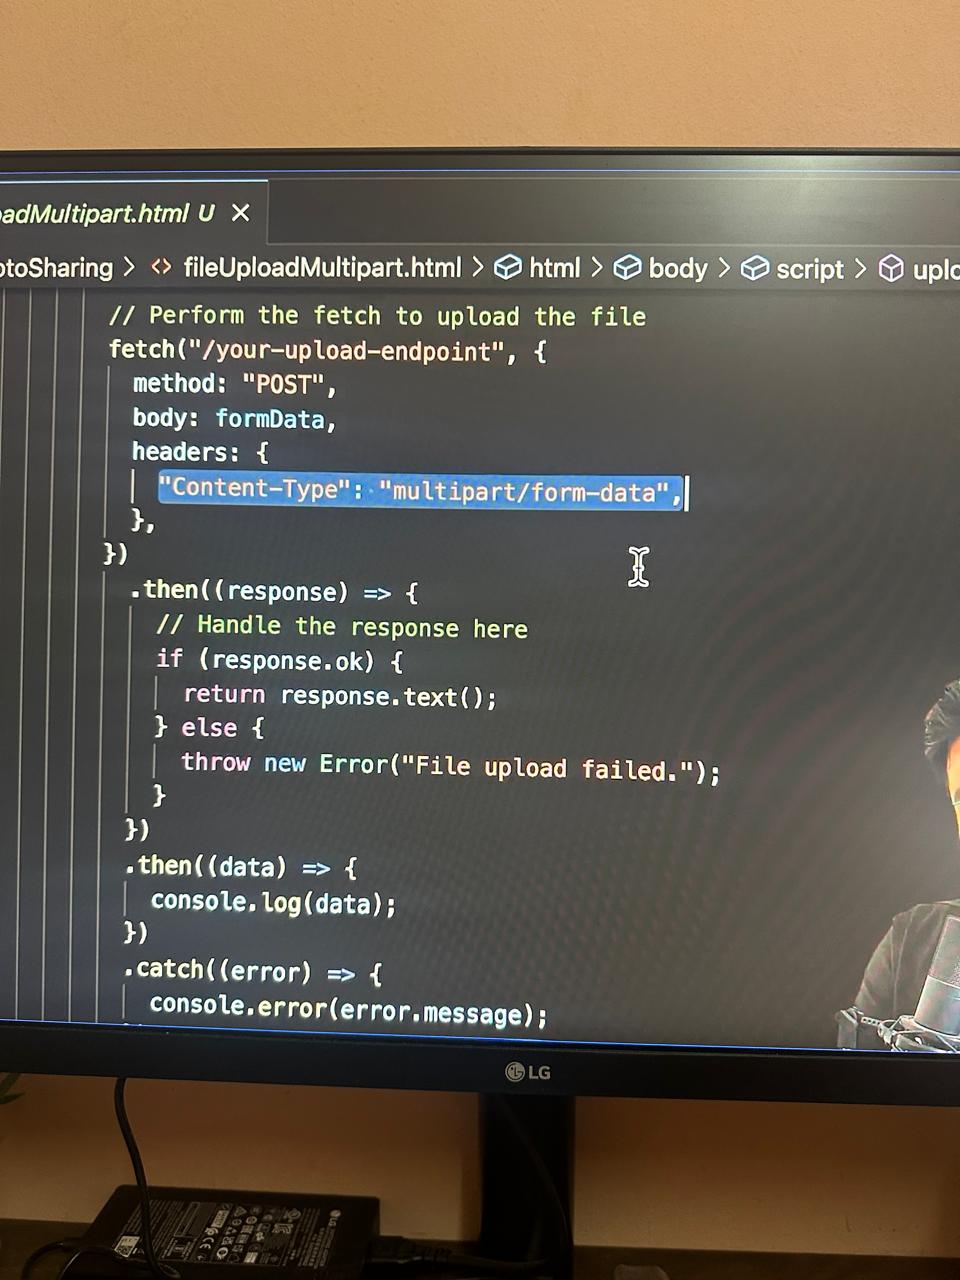 adMultipart.html U ×
toSharing > <> fileUploadMultipart.html > html > body > script > uplo
// Perform the fetch to upload the file
fetch("/your-upload-endpoint", {
method: "POST",
body: formData,
headers: {
"Content-Type": "multipart/form-data",
},
})
.then((response) => {
// Handle the response here
if (response.ok) {
return response.text();
} else {
throw new Error("File upload failed.");
}
})
.then((data) => {
console.log(data);
})
.catch((error) => {
console.error(error.message);
LG
LG